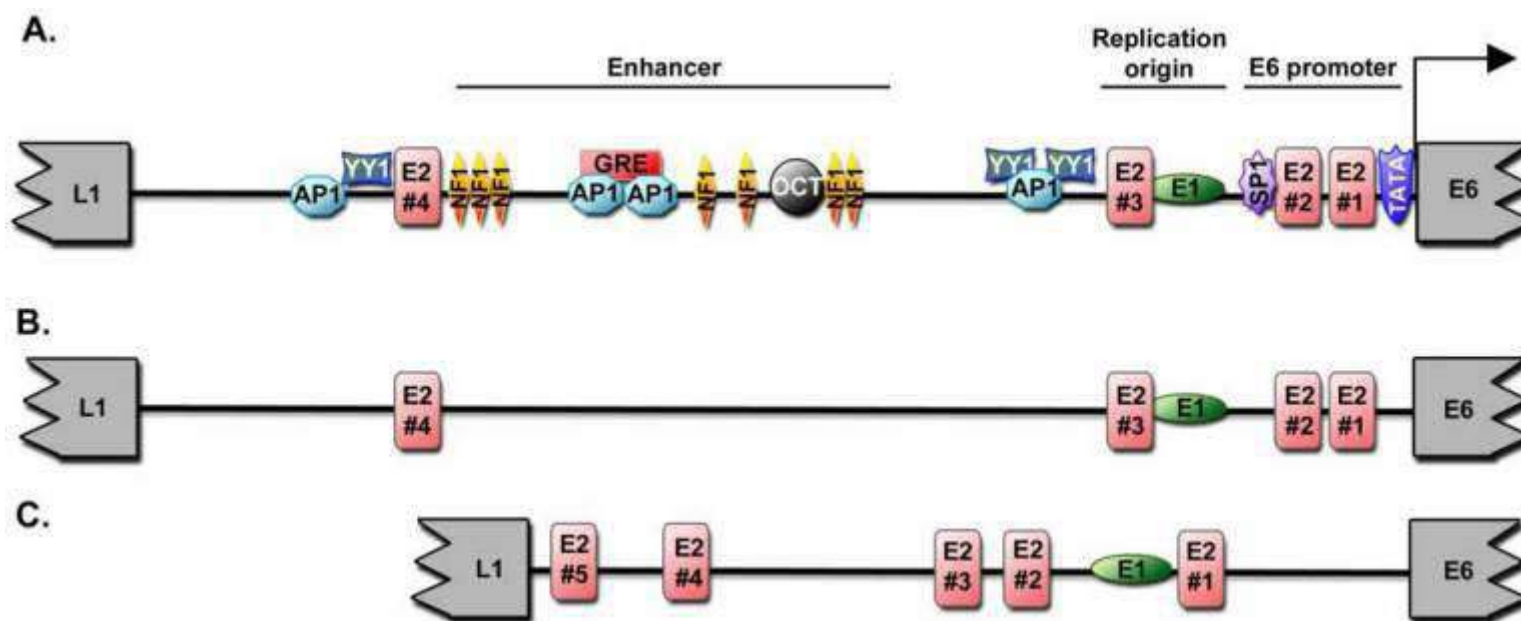 A.
Enhancer
Replication
origin
E6 promoter
L1
AP1
YY1
E2
#4
NF1
NF1
NF1
GRE
AP1
AP1
NF1
NF1
OCT
NF1
NF1
YY1
YY1
AP1
E2
#3
E1
SP1
E2
#2
E2
#1
TATA
E6
B.
L1
E2
#4
E2
#3
E1
E2
#2
E2
#1
E6
C.
L1
E2
#5
E2
#4
E2
#3
E2
#2
E1
E2
#1
E6